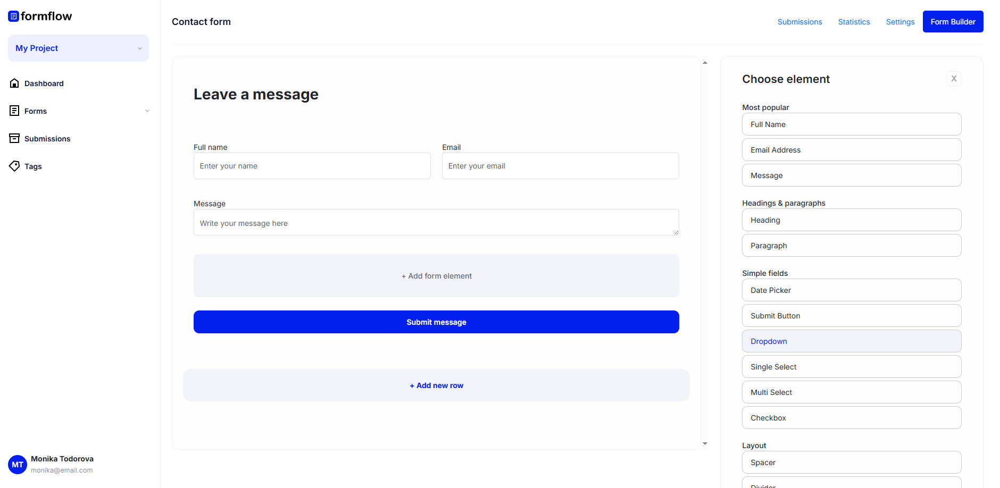 formflow
My Project
Dashboard
Forms
Submissions
Tags
MT
Monika Todorova
monika@email.com
Contact form
Submissions
Statistics
Settings
Form Builder
Leave a message
Full name
Email
Enter your name
Enter your email
Message
Write your message here
+ Add form element
Submit message
+ Add new row
Choose element
X
Most popular
Full Name
Email Address
Message
Headings & paragraphs
Heading
Paragraph
Simple fields
Date Picker
Submit Button
Dropdown
Single Select
Multi Select
Checkbox
Layout
Spacer
Divider